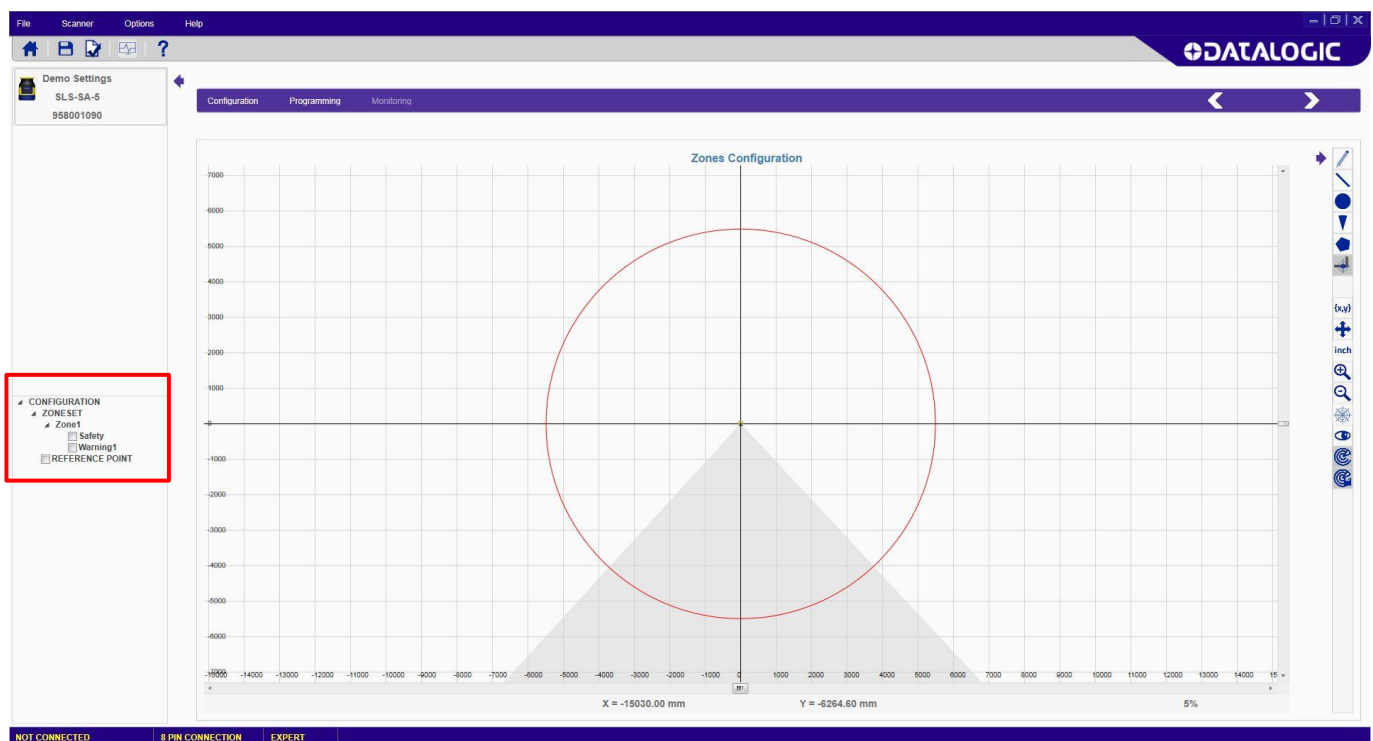 File Scanner Options Help
DATALOGIC
Demo Settings
SLS-SA-5
958001090
Configuration Programming Monitoring
Zones Configuration
7000
6000
5000
4000
3000
2000
1000
0
-1000
-2000
-3000
-4000
-5000
-6000
-7000
-15000 -14000 -13000 -12000 -11000 -10000 -9000 -8000 -7000 -6000 -5000 -4000 -3000 -2000 -1000 0 1000 2000 3000 4000 5000 6000 7000 8000 9000 10000 11000 12000 13000 14000 15
X = -15030.00 mm Y = -6264.60 mm 5%
{x,y}
inch
CONFIGURATION
ZONESET
Zone1
Safety
Warning1
REFERENCE POINT
NOT CONNECTED 8 PIN CONNECTION EXPERT